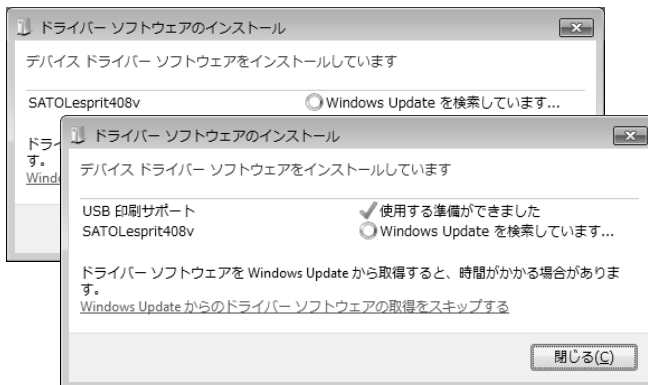 ドライバー ソフトウェアのインストール
デバイス ドライバー ソフトウェアをインストールしています
SATOLesprit408v Windows Update を検索しています...
ドライ
す。
Wind
ドライバー ソフトウェアのインストール
デバイス ドライバー ソフトウェアをインストールしています
USB 印刷サポート 使用する準備ができました
SATOLesprit408v Windows Update を検索しています...
ドライバー ソフトウェアを Windows Update から取得すると、時間がかかる場合がありま
す。
Windows Update からのドライバー ソフトウェアの取得をスキップする
閉じる(C)